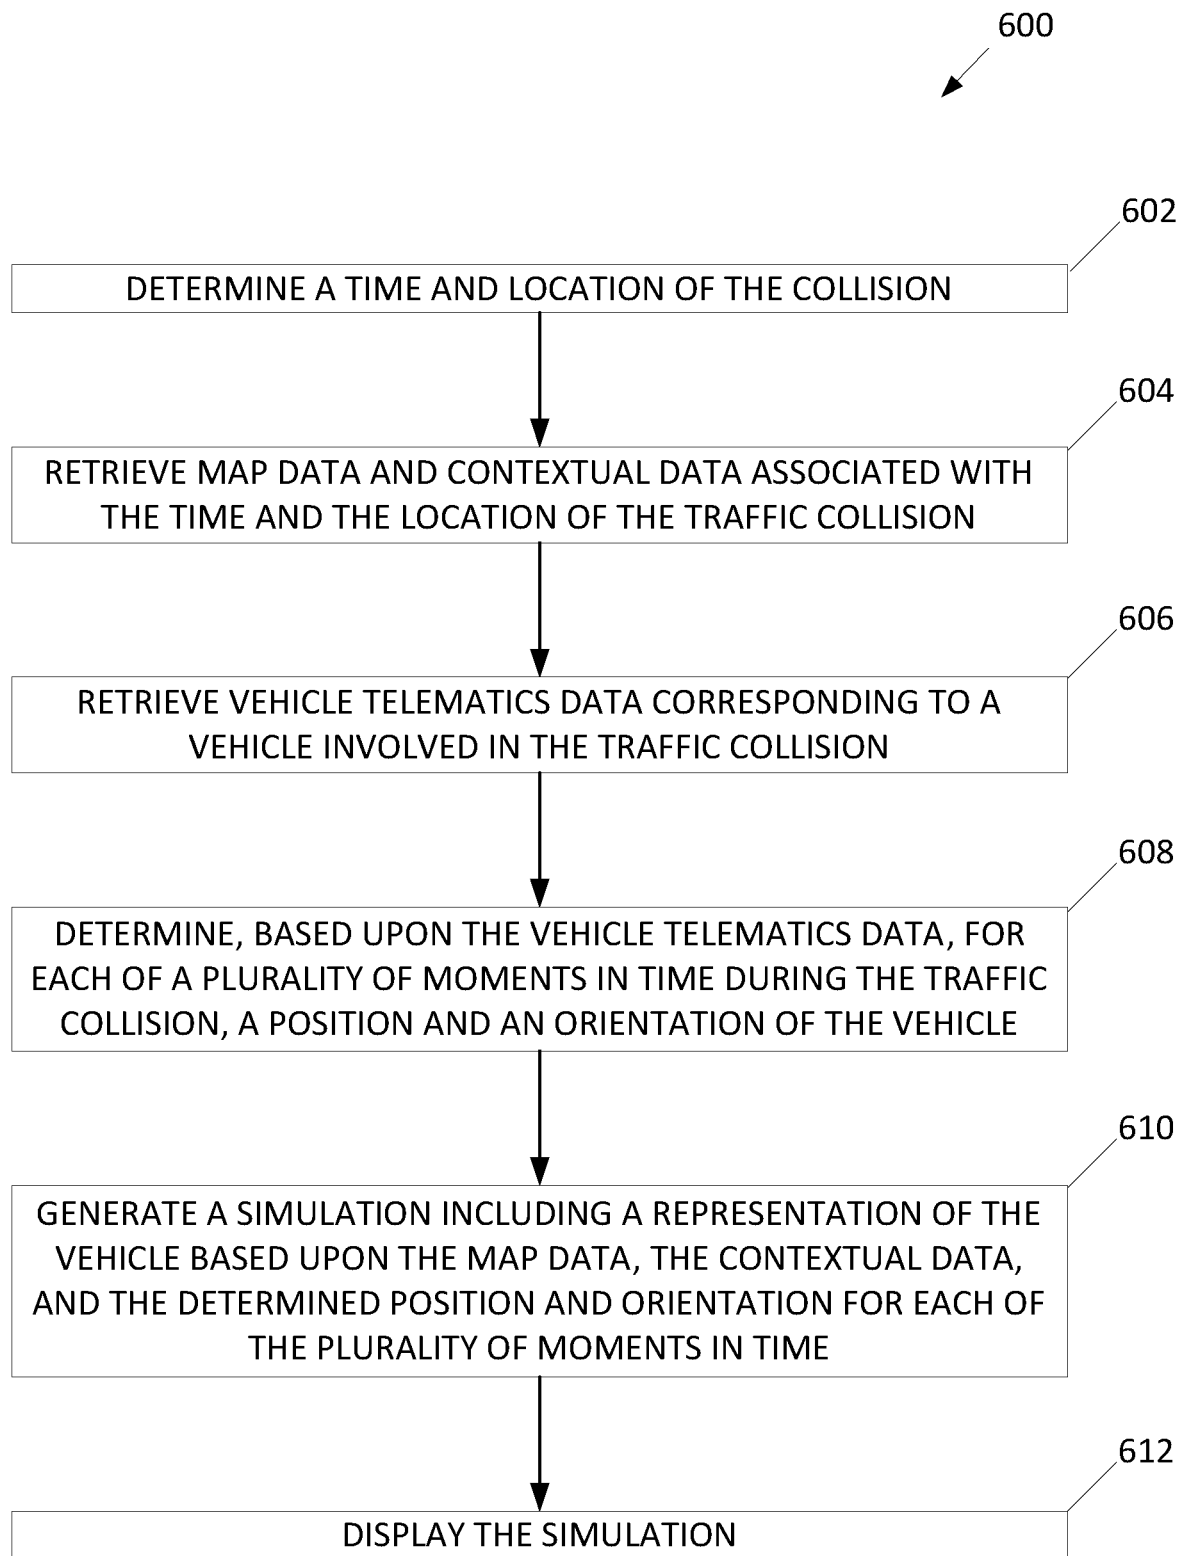 600
602
DETERMINE A TIME AND LOCATION OF THE COLLISION
604
RETRIEVE MAP DATA AND CONTEXTUAL DATA ASSOCIATED WITH
THE TIME AND THE LOCATION OF THE TRAFFIC COLLISION
606
RETRIEVE VEHICLE TELEMATICS DATA CORRESPONDING TO A
VEHICLE INVOLVED IN THE TRAFFIC COLLISION
608
DETERMINE, BASED UPON THE VEHICLE TELEMATICS DATA, FOR
EACH OF A PLURALITY OF MOMENTS IN TIME DURING THE TRAFFIC
COLLISION, A POSITION AND AN ORIENTATION OF THE VEHICLE
610
GENERATE A SIMULATION INCLUDING A REPRESENTATION OF THE
VEHICLE BASED UPON THE MAP DATA, THE CONTEXTUAL DATA,
AND THE DETERMINED POSITION AND ORIENTATION FOR EACH OF
THE PLURALITY OF MOMENTS IN TIME
612
DISPLAY THE SIMULATION